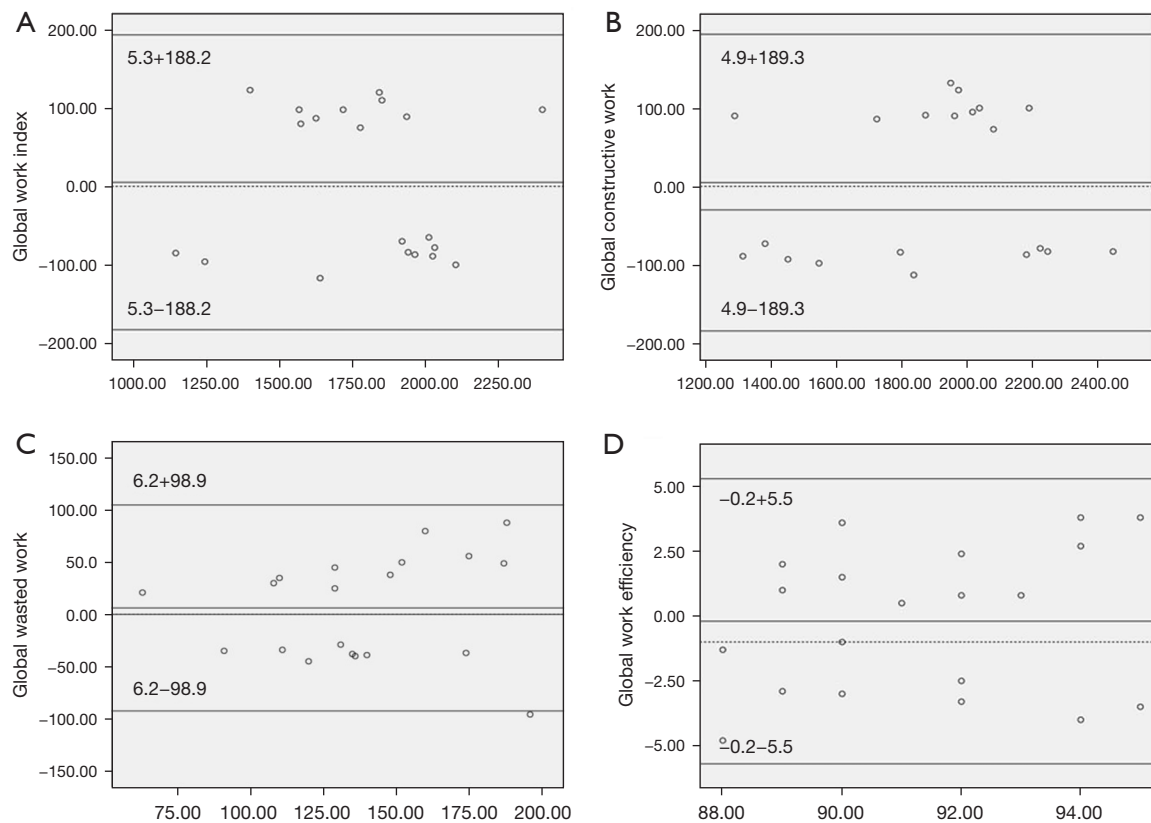 A
Global work index
200.00
100.00
0.00
−100.00
−200.00
5.3+188.2
5.3−188.2
1000.00 1250.00 1500.00 1750.00 2000.00 2250.00
B
Global constructive work
200.00
100.00
0.00
−100.00
−200.00
4.9+189.3
4.9−189.3
1200.00 1400.00 1600.00 1800.00 2000.00 2200.00 2400.00
C
Global wasted work
150.00
100.00
50.00
0.00
−50.00
−100.00
−150.00
6.2+98.9
6.2−98.9
75.00 100.00 125.00 150.00 175.00 200.00
D
Global work efficiency
5.00
2.50
0.00
−2.50
−5.00
−0.2+5.5
−0.2−5.5
88.00 90.00 92.00 94.00